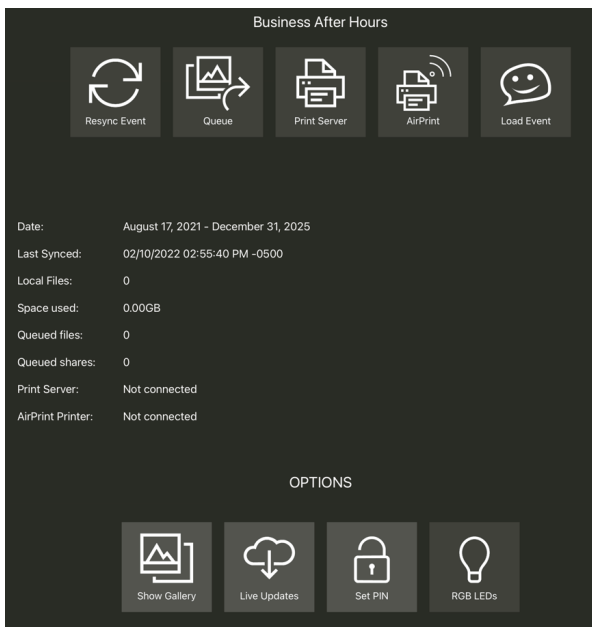 Business After Hours
Resync Event Queue Print Server AirPrint Load Event
Date: August 17, 2021 - December 31, 2025
Last Synced: 02/10/2022 02:55:40 PM -0500
Local Files: 0
Space used: 0.00GB
Queued files: 0
Queued shares: 0
Print Server: Not connected
AirPrint Printer: Not connected
OPTIONS
Show Gallery Live Updates Set PIN RGB LEDs